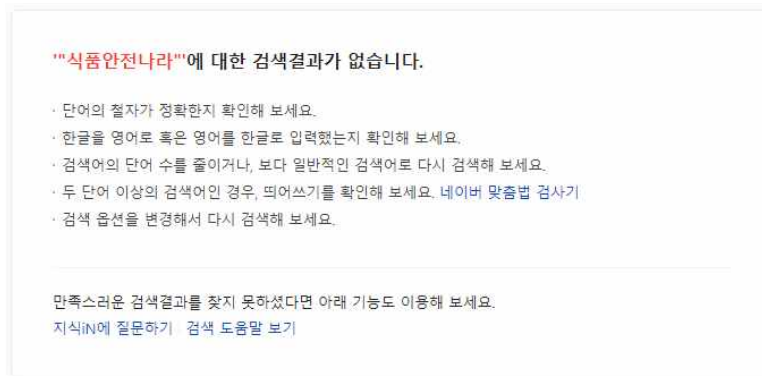 '"식품안전나라"'에 대한 검색결과가 없습니다.
· 단어의 철자가 정확한지 확인해 보세요.
· 한글을 영어로 혹은 영어를 한글로 입력했는지 확인해 보세요.
· 검색어의 단어 수를 줄이거나, 보다 일반적인 검색어로 다시 검색해 보세요.
· 두 단어 이상의 검색어인 경우, 띄어쓰기를 확인해 보세요. 네이버 맞춤법 검사기
· 검색 옵션을 변경해서 다시 검색해 보세요.
만족스러운 검색결과를 찾지 못하셨다면 아래 기능도 이용해 보세요.
지식iN에 질문하기 검색 도움말 보기